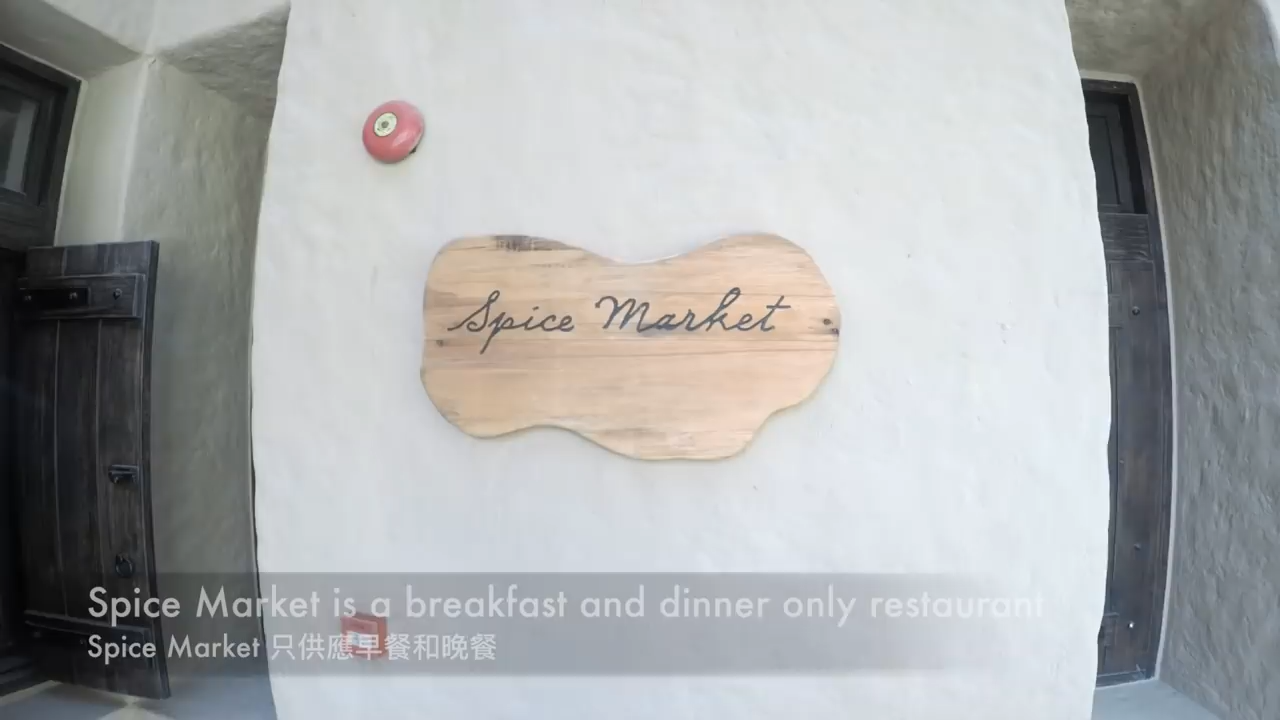 Spice Market
Spice Market is a breakfast and dinner only restaurant
Spice Market 只供應早餐和晚餐